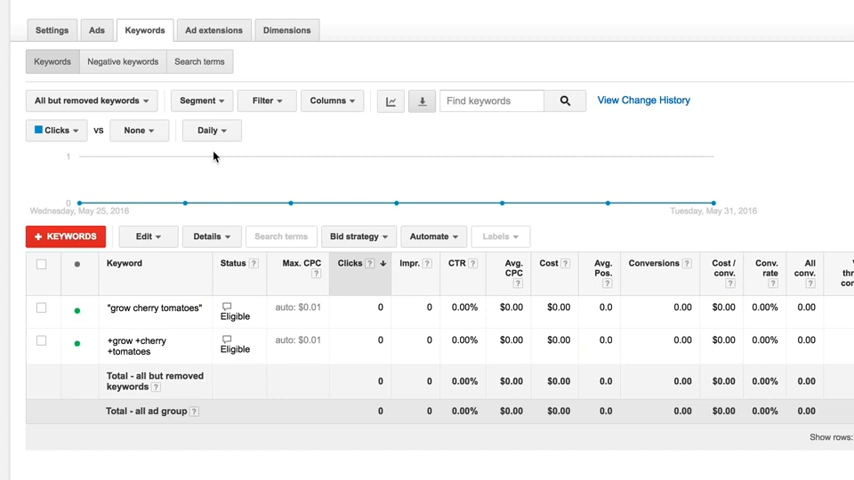 Settings Ads Keywords Ad extensions Dimensions
Keywords Negative keywords Search terms
All but removed keywords Segment Filter Columns Find keywords View Change History
Clicks VS None Daily
1
0
Wednesday, May 25, 2016 Tuesday, May 31, 2016
+ KEYWORDS Edit Details Search terms Bid strategy Automate Labels
Keyword Status ? Max. CPC ? Clicks ? Impr. ? CTR ? Avg. CPC ? Cost ? Avg. Pos. ? Conversions ? Cost / conv. ? Conv. rate ? All conv. ?
"grow cherry tomatoes" Eligible auto: $0.01 0 0 0.00% $0.00 $0.00 0.0 0.00 $0.00 0.00% 0.00
+grow +cherry +tomatoes Eligible auto: $0.01 0 0 0.00% $0.00 $0.00 0.0 0.00 $0.00 0.00% 0.00
Total - all but removed keywords ? 0 0 0.00% $0.00 $0.00 0.0 0.00 $0.00 0.00% 0.00
Total - all ad group ? 0 0 0.00% $0.00 $0.00 0.0 0.00 $0.00 0.00% 0.00
Show rows: